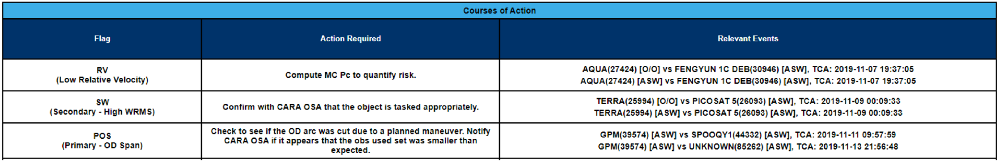 Courses of Action
Flag
Action Required
Relevant Events
RV
(Low Relative Velocity)
Compute MC Pc to quantify risk.
AQUA(27424) [O/O] vs FENGYUN 1C DEB(30946) [ASW], TCA: 2019-11-07 19:37:05
AQUA(27424) [ASW] vs FENGYUN 1C DEB(30946) [ASW], TCA: 2019-11-07 19:37:05
SW
(Secondary - High WRMS)
Confirm with CARA OSA that the object is tasked appropriately.
TERRA(25994) [O/O] vs PICOSAT 5(26093) [ASW], TCA: 2019-11-09 00:09:33
TERRA(25994) [ASW] vs PICOSAT 5(26093) [ASW], TCA: 2019-11-09 00:09:33
POS
(Primary - OD Span)
Check to see if the OD arc was cut due to a planned maneuver. Notify
CARA OSA if it appears that the obs used set was smaller than
expected.
GPM(39574) [ASW] vs SPOOQY1(44332) [ASW], TCA: 2019-11-11 09:57:59
GPM(39574) [ASW] vs UNKNOWN(85262) [ASW], TCA: 2019-11-13 21:56:48